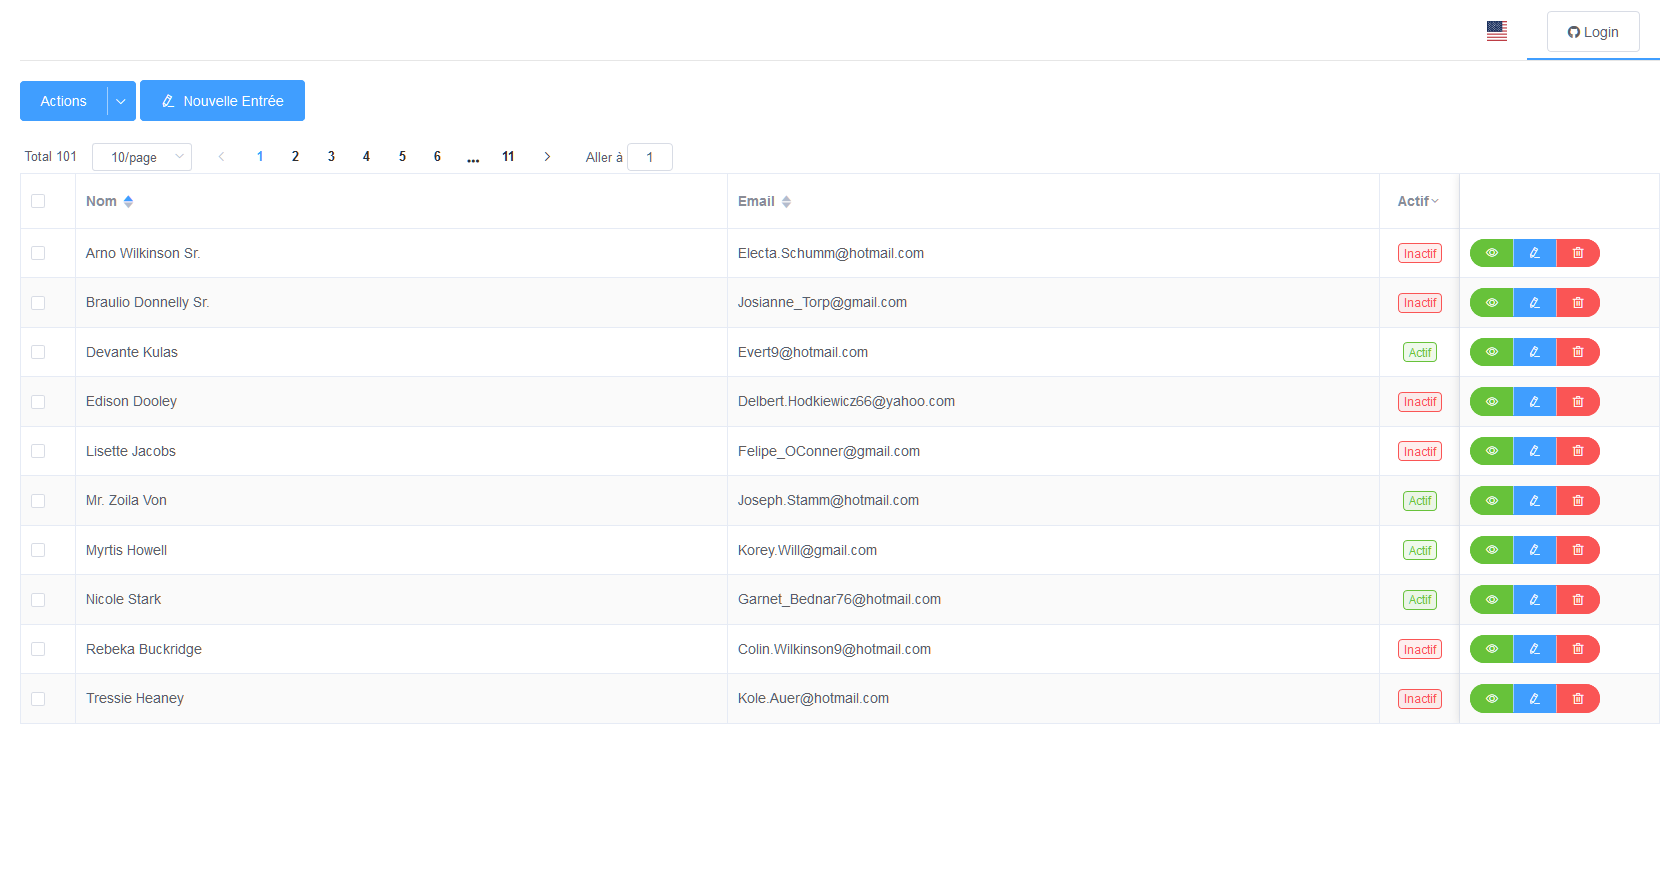 Login
Actions Nouvelle Entrée
Total 101 10/page 1 2 3 4 5 6 ... 11 Aller à 1
Nom Email Actif
Arno Wilkinson Sr. Electa.Schumm@hotmail.com Inactif
Braulio Donnelly Sr. Josianne_Torp@gmail.com Inactif
Devante Kulas Evert9@hotmail.com Actif
Edison Dooley Delbert.Hodkiewicz66@yahoo.com Inactif
Lisette Jacobs Felipe_OConner@gmail.com Inactif
Mr. Zoila Von Joseph.Stamm@hotmail.com Actif
Myrtis Howell Korey.Will@gmail.com Actif
Nicole Stark Garnet_Bednar76@hotmail.com Actif
Rebeka Buckridge Colin.Wilkinson9@hotmail.com Inactif
Tressie Heaney Kole.Auer@hotmail.com Inactif